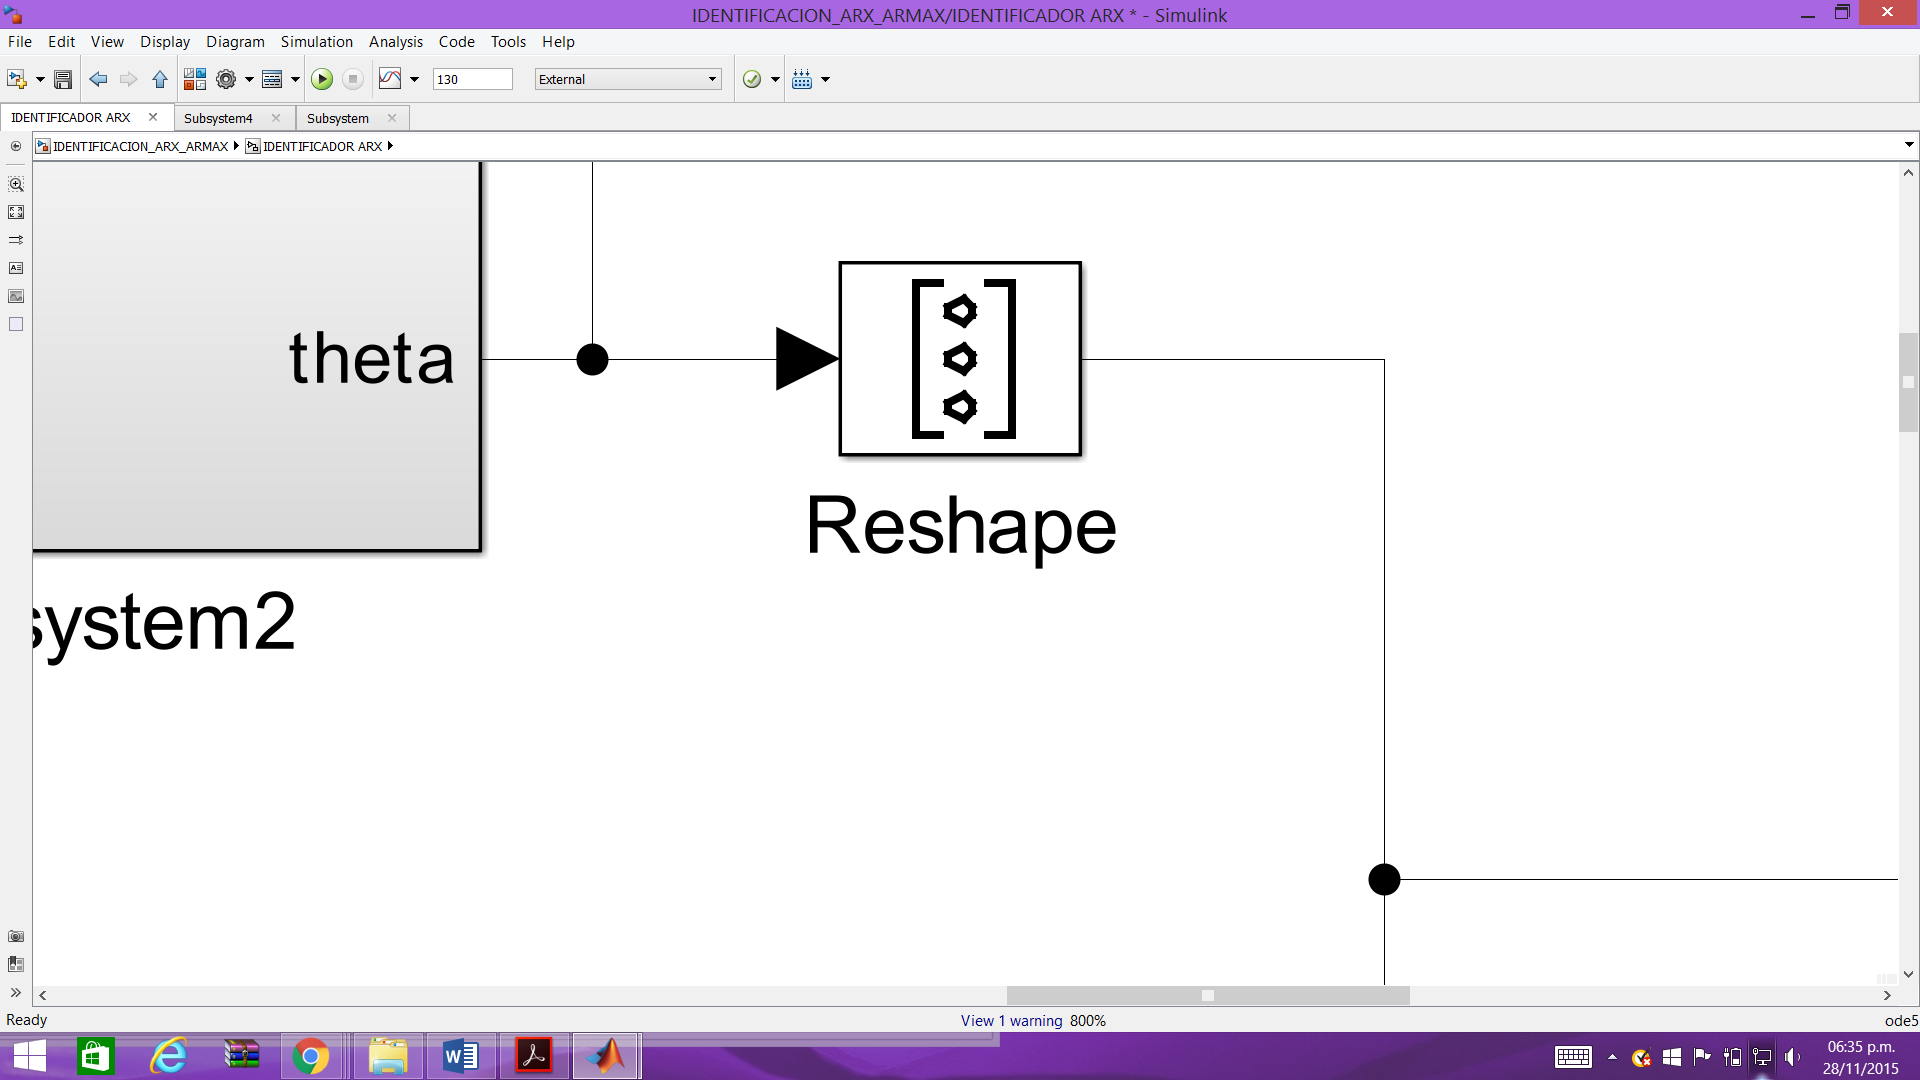 IDENTIFICACION_ARX_ARMAX/IDENTIFICADOR ARX * - Simulink
File Edit View Display Diagram Simulation Analysis Code Tools Help
130 External
IDENTIFICADOR ARX Subsystem4 Subsystem
IDENTIFICACION_ARX_ARMAX IDENTIFICADOR ARX
theta
Reshape
system2
Ready View 1 warning 800% ode5
06:35 p.m.
28/11/2015